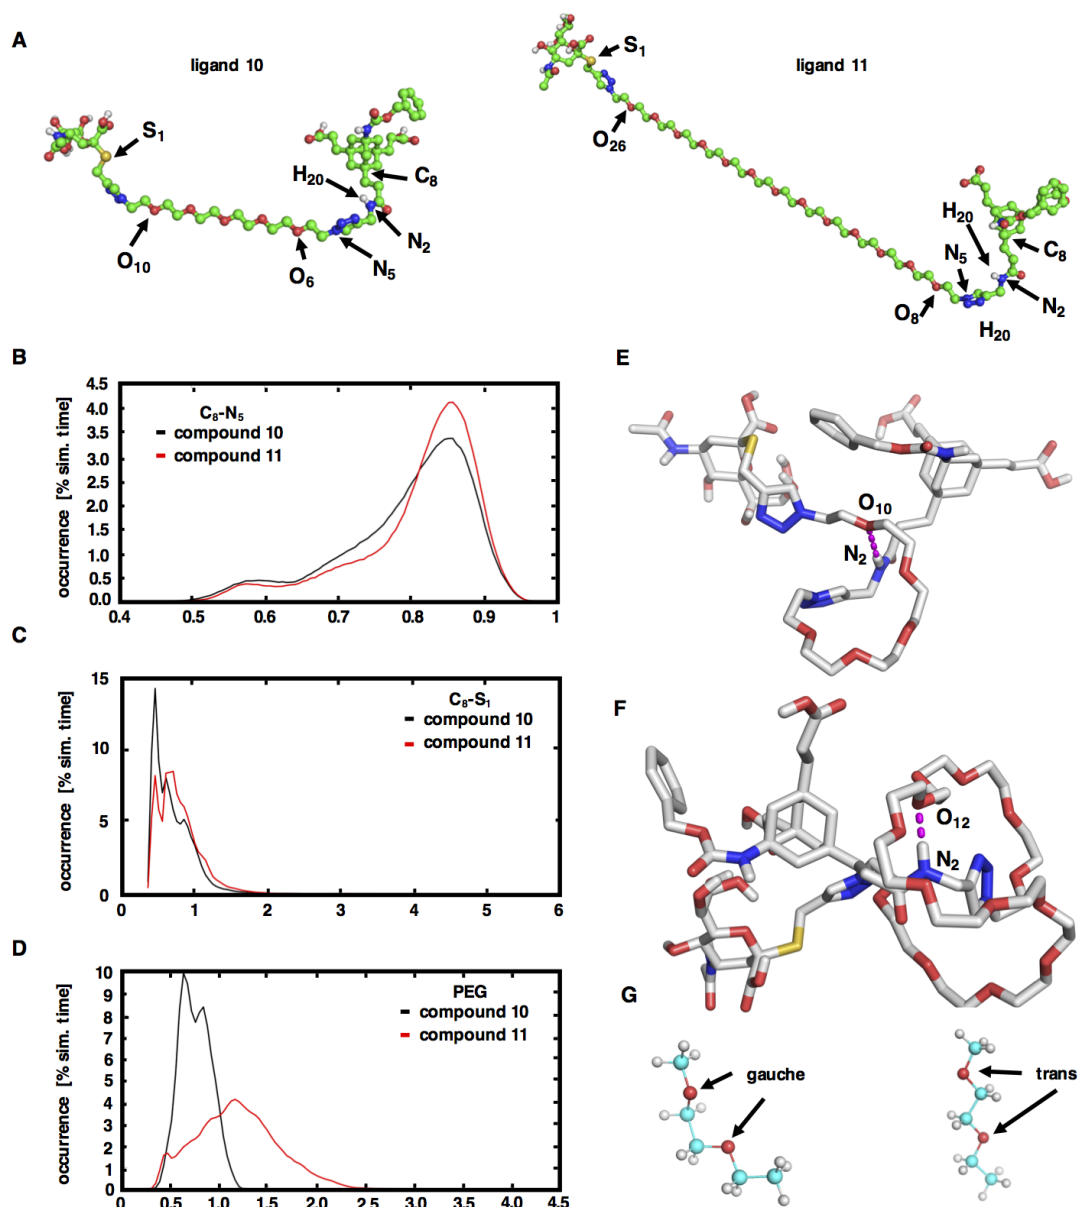 A
ligand 10
S1
O10
O6
H20
C8
N2
N5
ligand 11
S1
O26
O8
H20
N5
C8
N2
H20
B
4.5
4.0
3.5
3.0
2.5
2.0
1.5
1.0
0.5
0.0
occurrence [% sim. time]
C8-N5
compound 10
compound 11
0.4 0.5 0.6 0.7 0.8 0.9 1
C
15
10
5
0
occurrence [% sim. time]
C8-S1
compound 10
compound 11
0 1 2 3 4 5 6
D
10
9
8
7
6
5
4
3
2
1
0
occurrence [% sim. time]
PEG
compound 10
compound 11
0 0.5 1.0 1.5 2.0 2.5 3.0 3.5 4.0 4.5
E
O10
N2
F
O12
N2
G
gauche
trans